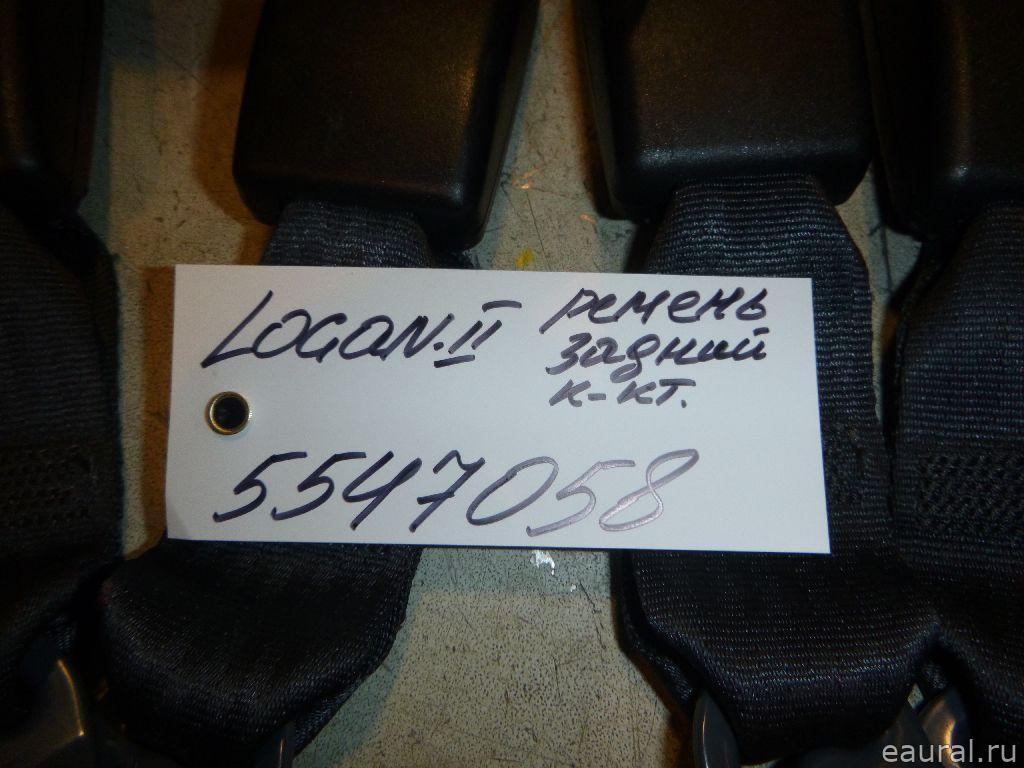 LOGAN.II ремень
задний
к-кт.
5547058
eaural.ru